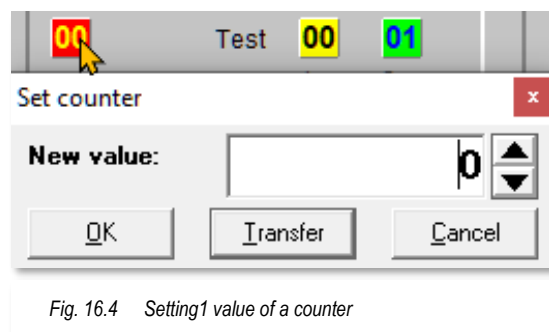 00 Test 00 01
Set counter x
New value: 0
OK Transfer Cancel
Fig. 16.4 Setting1 value of a counter